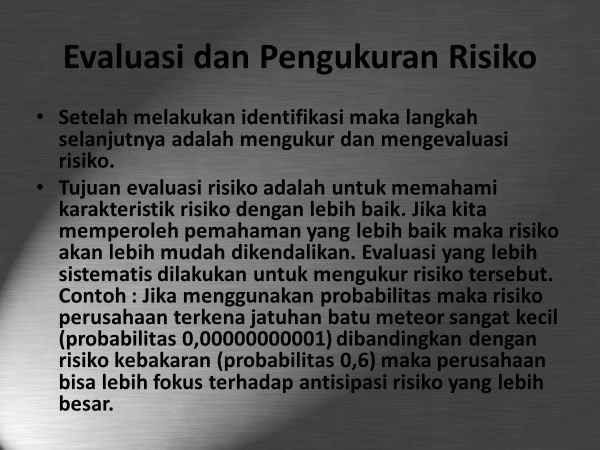 Evaluasi dan Pengukuran Risiko
• Setelah melakukan identifikasi maka langkah
selanjutnya adalah mengukur dan mengevaluasi
risiko.
• Tujuan evaluasi risiko adalah untuk memahami
karakteristik risiko dengan lebih baik. Jika kita
memperoleh pemahaman yang lebih baik maka risiko
akan lebih mudah dikendalikan. Evaluasi yang lebih
sistematis dilakukan untuk mengukur risiko tersebut.
Contoh : Jika menggunakan probabilitas maka risiko
perusahaan terkena jatuhan batu meteor sangat kecil
(probabilitas 0,00000000001) dibandingkan dengan
risiko kebakaran (probabilitas 0,6) maka perusahaan
bisa lebih fokus terhadap antisipasi risiko yang lebih
besar.